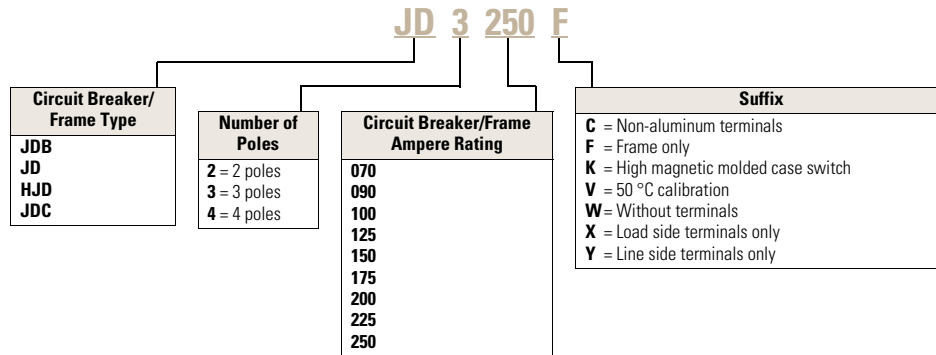 JD 3 250 F
Circuit Breaker/
Frame Type
JDB
JD
HJD
JDC
Number of
Poles
2 = 2 poles
3 = 3 poles
4 = 4 poles
Circuit Breaker/Frame
Ampere Rating
070
090
100
125
150
175
200
225
250
Suffix
C = Non-aluminum terminals
F = Frame only
K = High magnetic molded case switch
V = 50 °C calibration
W = Without terminals
X = Load side terminals only
Y = Line side terminals only